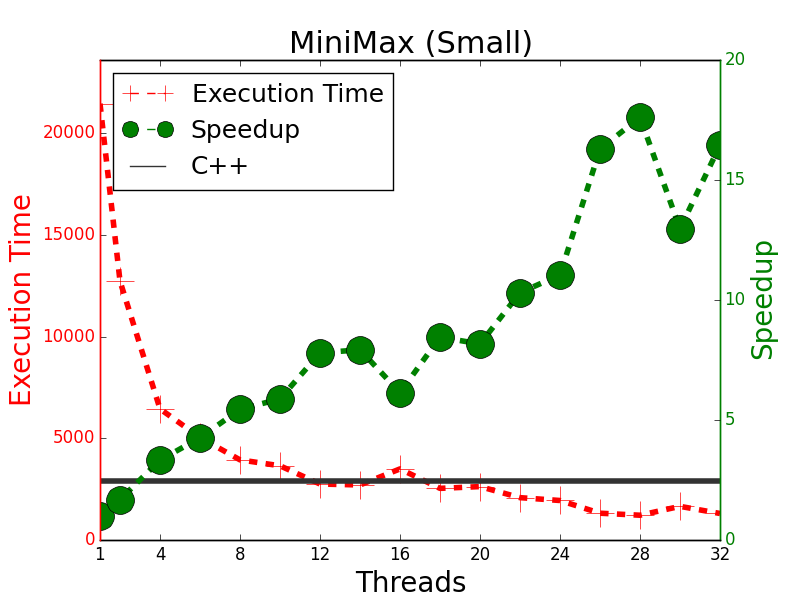 MiniMax (Small)
Execution Time
Speedup
C++
20000
15000
10000
5000
0
Execution Time
20
15
10
5
0
Speedup
1 4 8 12 16 20 24 28 32
Threads